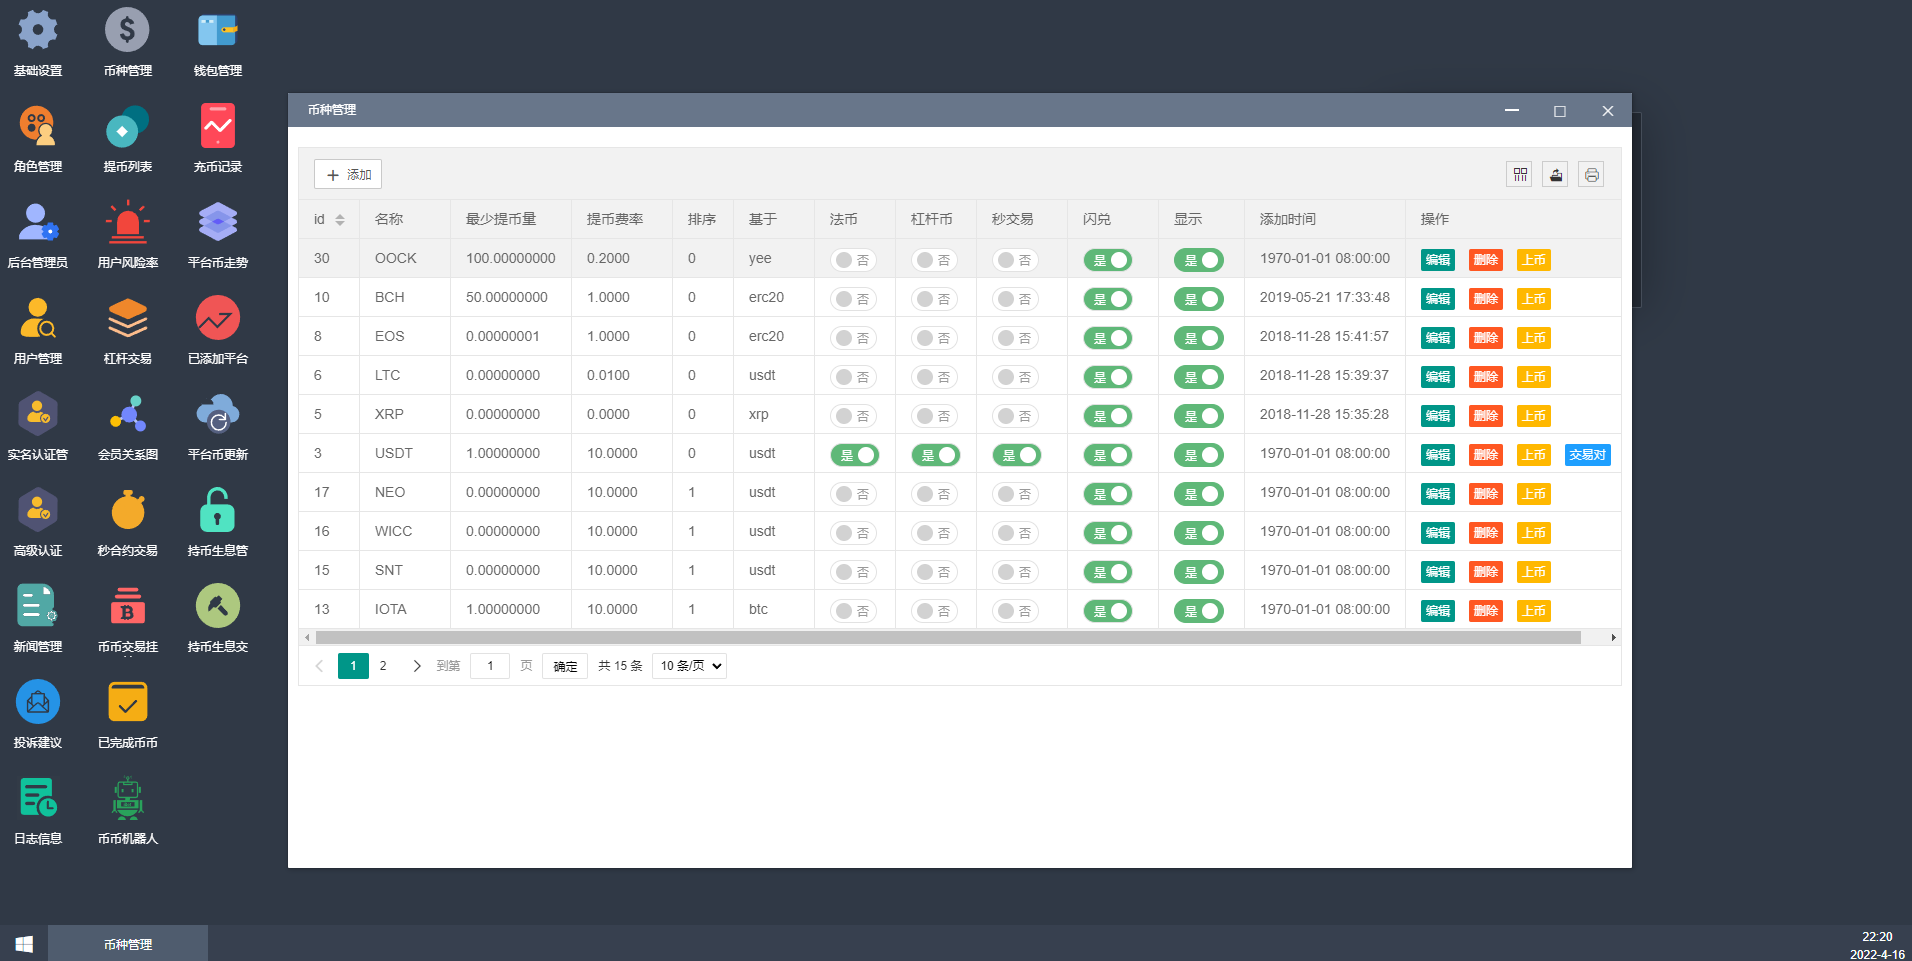 基础设置 币种管理 钱包管理
角色管理 提币列表 充币记录
后台管理员 用户风险率 平台币走势
用户管理 杠杆交易 已添加平台
实名认证管 会员关系图 平台币更新
高级认证 秒合约交易 持币生息管
新闻管理 币币交易挂 持币生息交
投诉建议 已完成币币
日志信息 币币机器人
币种管理
添加
id 名称 最少提币量 提币费率 排序 基于 法币 杠杆币 秒交易 闪兑 显示 添加时间 操作
30 OOCK 100.00000000 0.2000 0 yee 否 否 否 是 是 1970-01-01 08:00:00 编辑 删除 上币
10 BCH 50.00000000 1.0000 0 erc20 否 否 否 是 是 2019-05-21 17:33:48 编辑 删除 上币
8 EOS 0.00000001 1.0000 0 erc20 否 否 否 是 是 2018-11-28 15:41:57 编辑 删除 上币
6 LTC 0.00000000 0.0100 0 usdt 否 否 否 是 是 2018-11-28 15:39:37 编辑 删除 上币
5 XRP 0.00000000 0.0000 0 xrp 否 否 否 是 是 2018-11-28 15:35:28 编辑 删除 上币
3 USDT 1.00000000 10.0000 0 usdt 是 是 是 是 是 1970-01-01 08:00:00 编辑 删除 上币 交易对
17 NEO 0.00000000 10.0000 1 usdt 否 否 否 是 是 1970-01-01 08:00:00 编辑 删除 上币
16 WICC 0.00000000 10.0000 1 usdt 否 否 否 是 是 1970-01-01 08:00:00 编辑 删除 上币
15 SNT 0.00000000 10.0000 1 usdt 否 否 否 是 是 1970-01-01 08:00:00 编辑 删除 上币
13 IOTA 1.00000000 10.0000 1 btc 否 否 否 是 是 1970-01-01 08:00:00 编辑 删除 上币
1 2 到第 1 页 确定 共 15 条 10 条/页
币种管理
22:20
2022-4-16